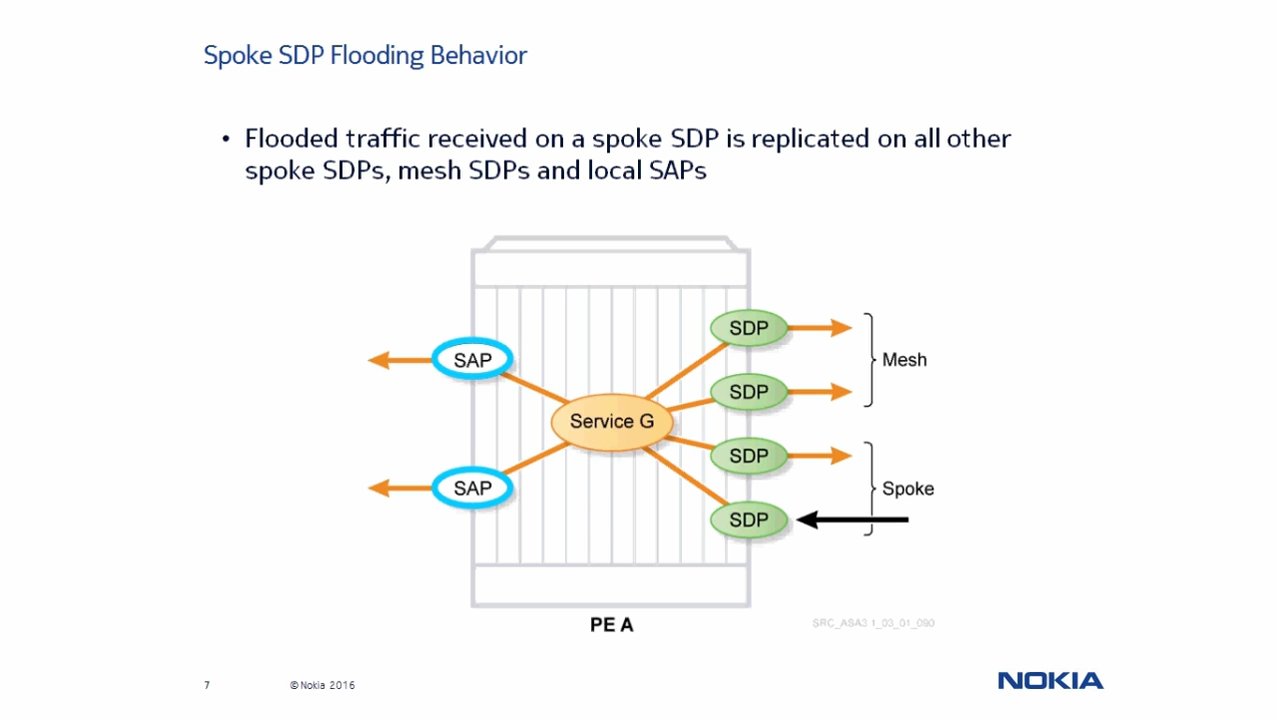 Spoke SDP Flooding Behavior
• Flooded traffic received on a spoke SDP is replicated on all other
spoke SDPs, mesh SDPs and local SAPs
SDP
SAP
Mesh
SDP
Service G
SDP
SAP
Spoke
SDP
PE A
SRC_ASA3 1_03_01_090
7
© Nokia 2016
NOKIA